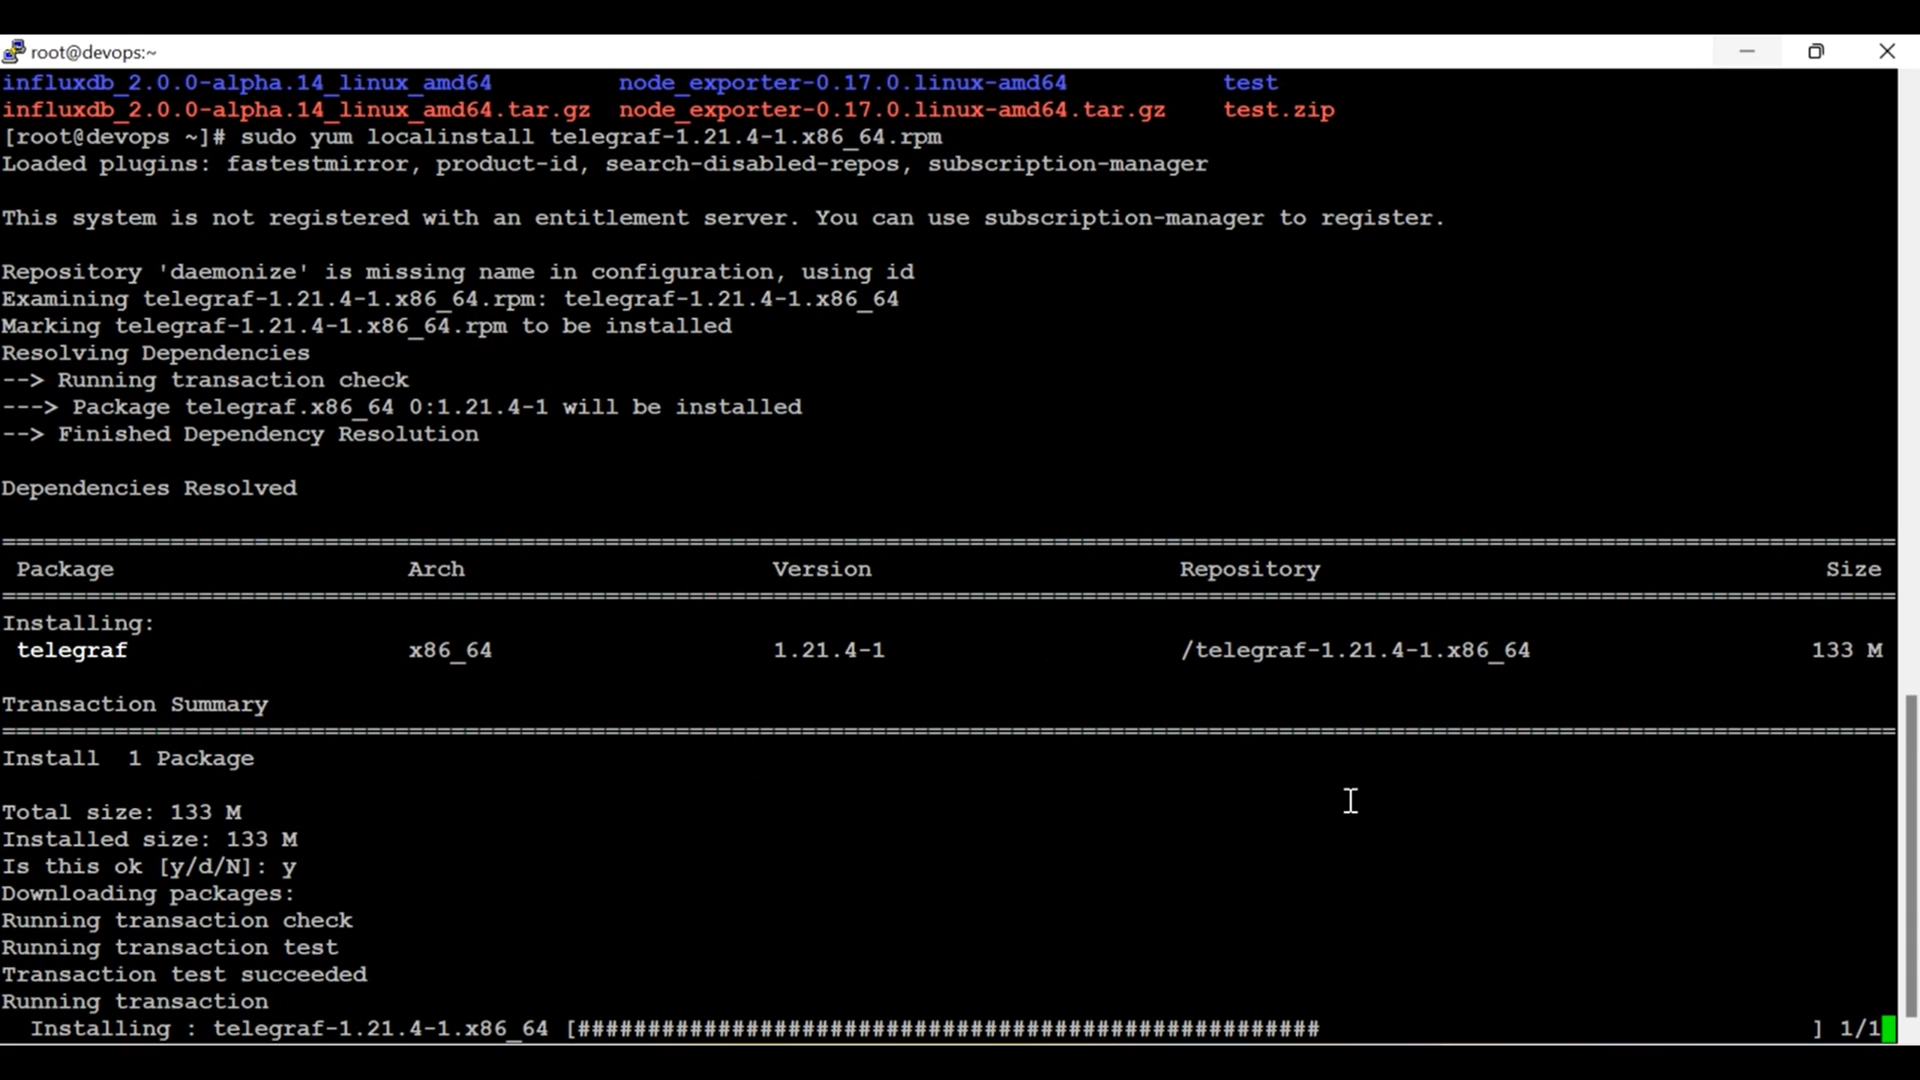 root@devops:~
influxdb_2.0.0-alpha.14_linux_amd64 node_exporter-0.17.0.linux-amd64 test
influxdb_2.0.0-alpha.14_linux_amd64.tar.gz node_exporter-0.17.0.linux-amd64.tar.gz test.zip
[root@devops ~]# sudo yum localinstall telegraf-1.21.4-1.x86_64.rpm
Loaded plugins: fastestmirror, product-id, search-disabled-repos, subscription-manager
This system is not registered with an entitlement server. You can use subscription-manager to register.
Repository 'daemonize' is missing name in configuration, using id
Examining telegraf-1.21.4-1.x86_64.rpm: telegraf-1.21.4-1.x86_64
Marking telegraf-1.21.4-1.x86_64.rpm to be installed
Resolving Dependencies
--> Running transaction check
---> Package telegraf.x86_64 0:1.21.4-1 will be installed
--> Finished Dependency Resolution
Dependencies Resolved
================================================================================
Package Arch Version Repository Size
================================================================================
Installing:
telegraf x86_64 1.21.4-1 /telegraf-1.21.4-1.x86_64 133 M
Transaction Summary
================================================================================
Install 1 Package
Total size: 133 M
Installed size: 133 M
Is this ok [y/d/N]: y
Downloading packages:
Running transaction check
Running transaction test
Transaction test succeeded
Running transaction
Installing : telegraf-1.21.4-1.x86_64 [##################################################### ] 1/1